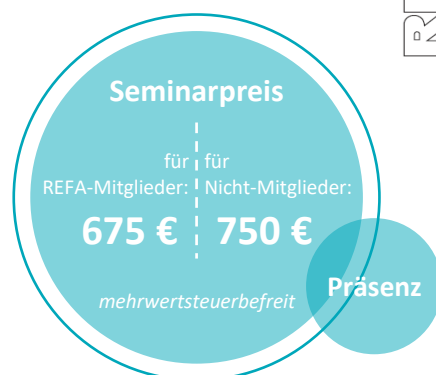 Seminarpreis
für für
REFA-Mitglieder: Nicht-Mitglieder:
675 € 750 €
mehrwertsteuerbefreit
Präsenz